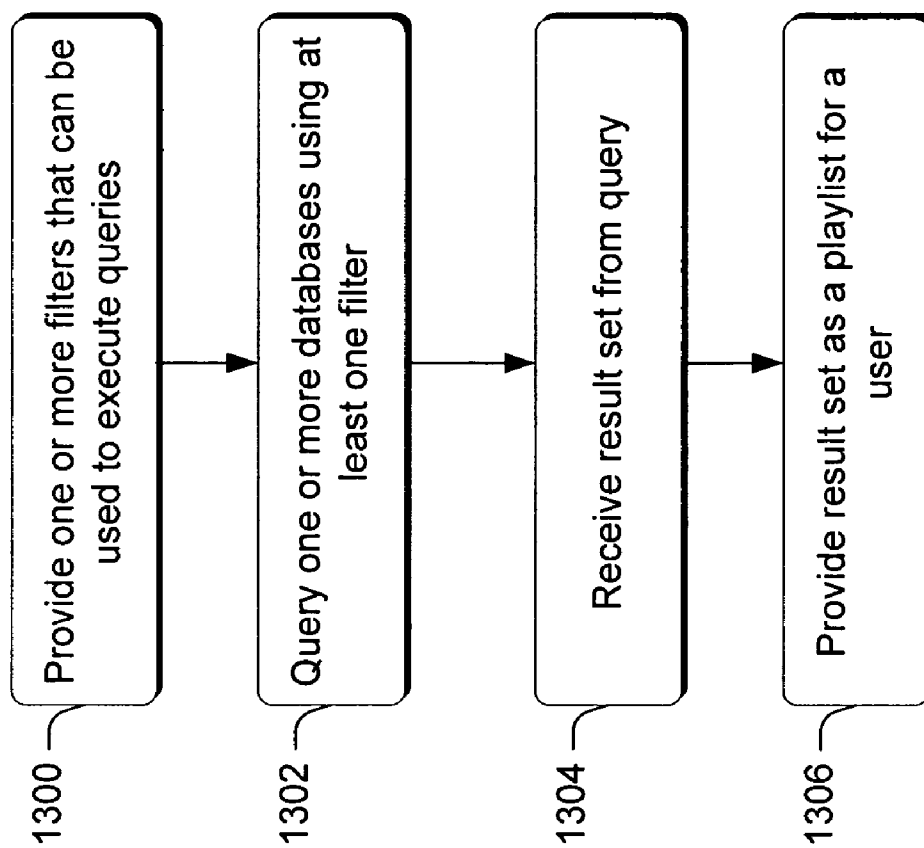 1300
Provide one or more filters that can be
used to execute queries
1302
Query one or more databases using at
least one filter
1304
Receive result set from query
1306
Provide result set as a playlist for a
user